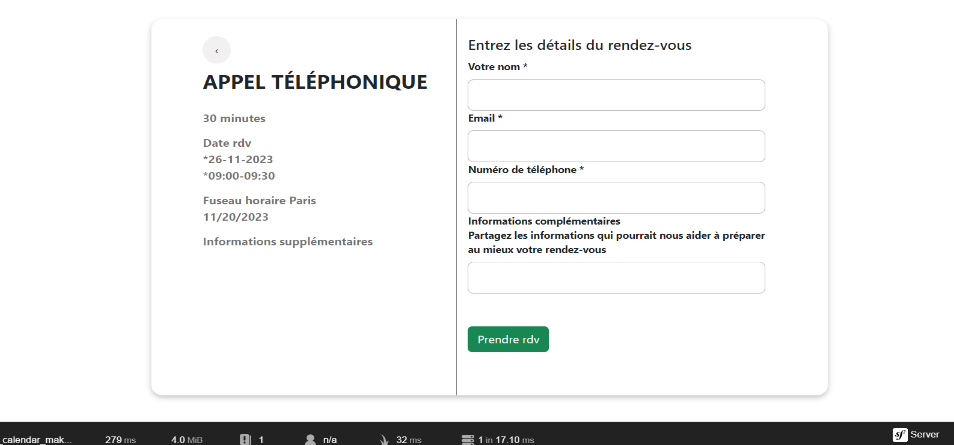 ‹
APPEL TÉLÉPHONIQUE
30 minutes
Date rdv
*26-11-2023
*09:00-09:30
Fuseau horaire Paris
11/20/2023
Informations supplémentaires
Entrez les détails du rendez-vous
Votre nom *
Email *
Numéro de téléphone *
Informations complémentaires
Partagez les informations qui pourrait nous aider à préparer
au mieux votre rendez-vous
Prendre rdv
_calendar_mak... 279 ms 4.0 MiB 1 n/a 32 ms 1 in 17.10 ms sf Server